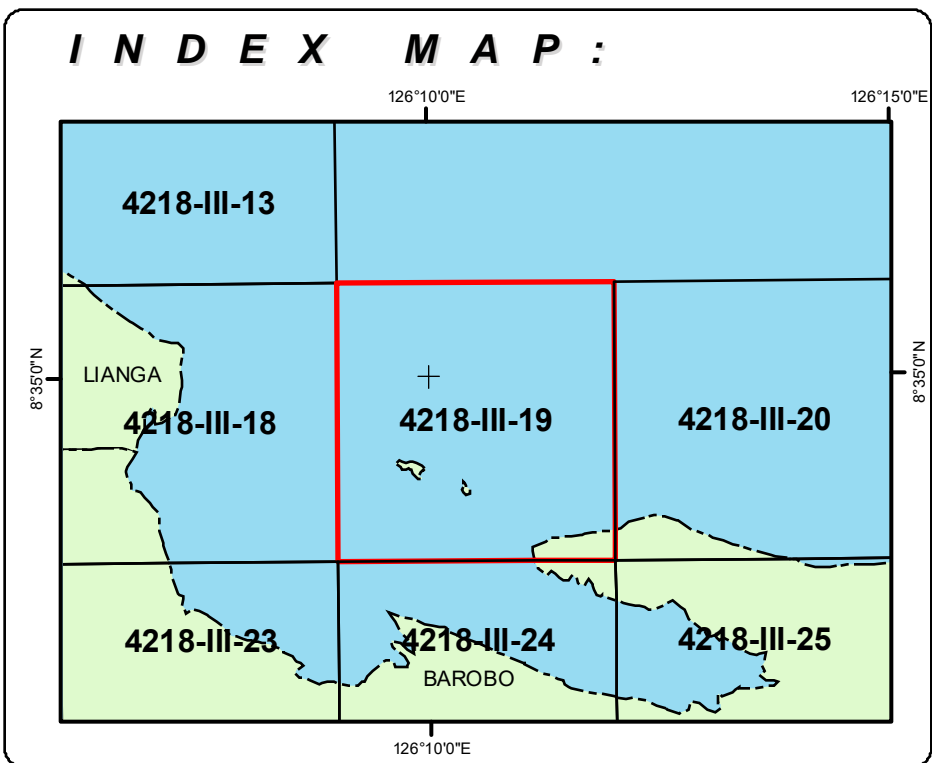 INDEX MAP:
126°10'0"E
126°15'0"E
4218-III-13
8°35'0"N
LIANGA
8°35'0"N
4218-III-18
4218-III-19
4218-III-20
4218-III-23
4218-III-24
4218-III-25
BAROBO
126°10'0"E